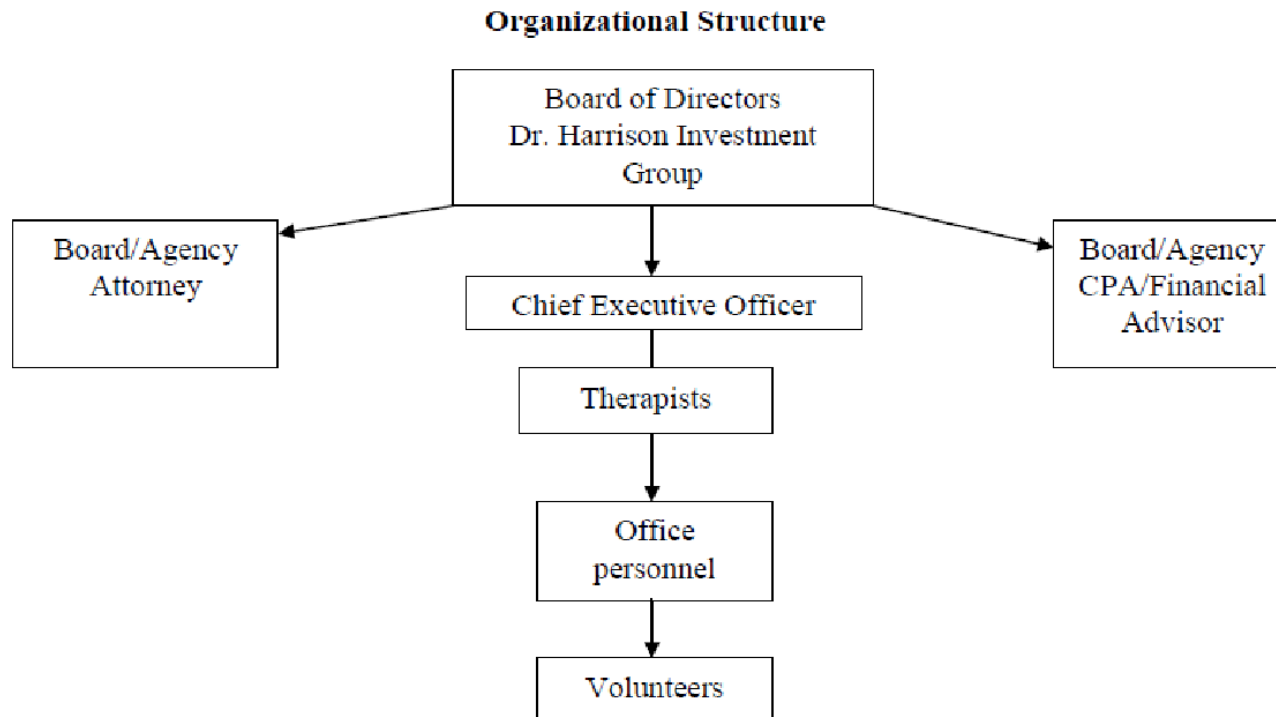 Organizational Structure
Board of Directors
Dr. Harrison Investment
Group
Board/Agency
Attorney
Board/Agency
CPA/Financial
Advisor
Chief Executive Officer
Therapists
Office
personnel
Volunteers